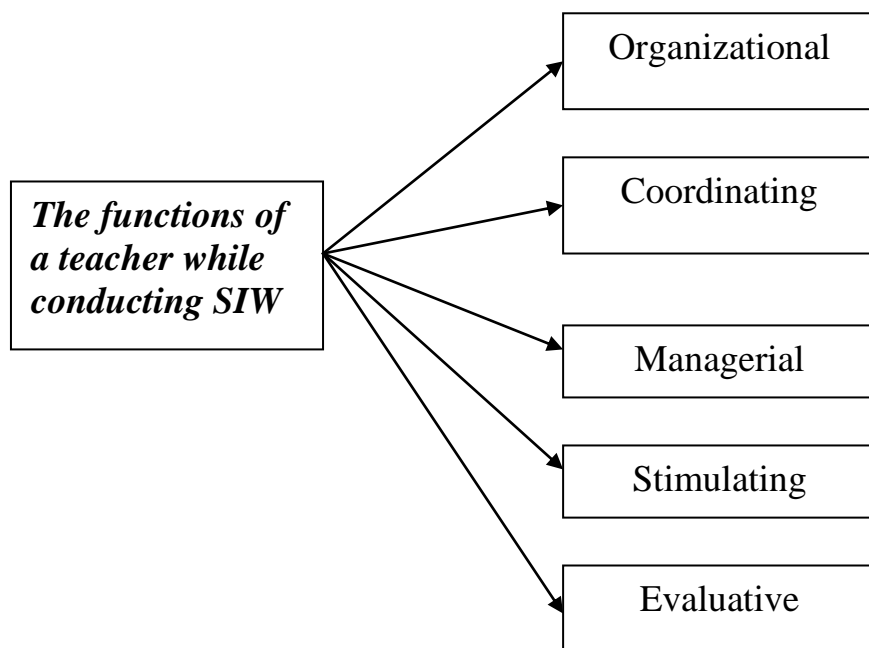 The functions of
a teacher while
conducting SIW
Organizational
Coordinating
Managerial
Stimulating
Evaluative